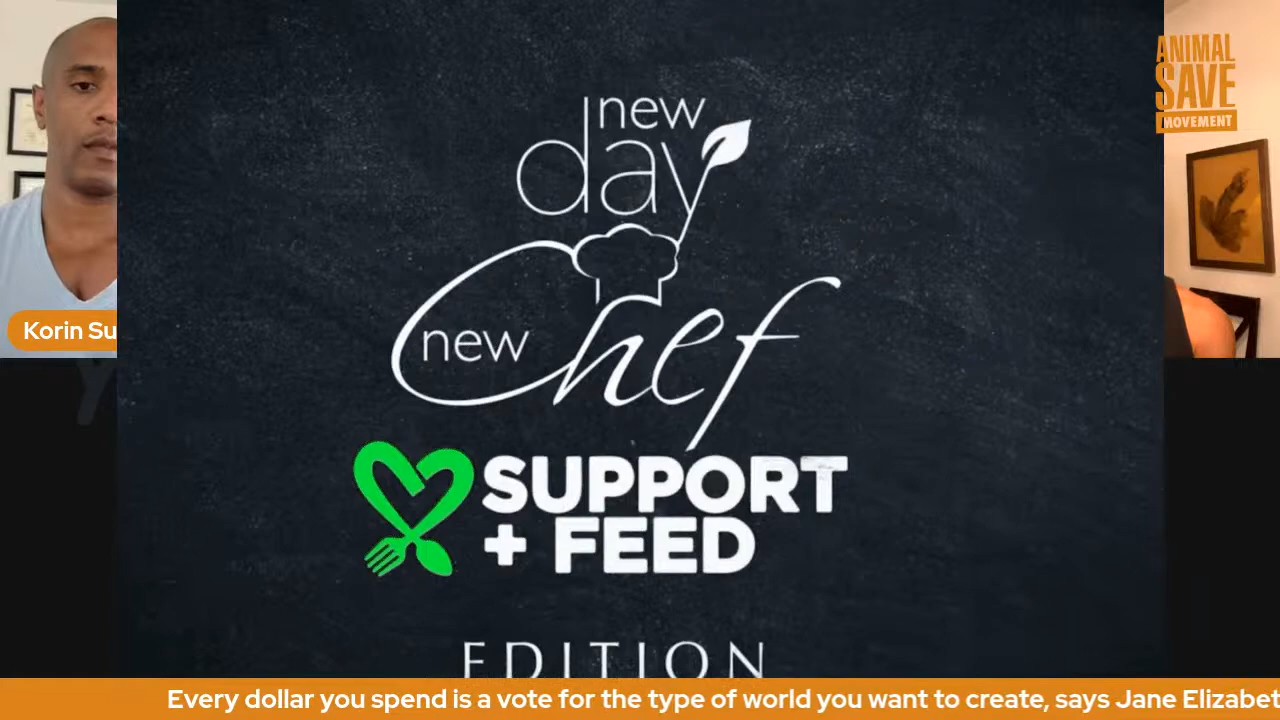 ANIMAL
SAVE
MOVEMENT
new
day
new Chef
Korin Su
SUPPORT
+ FEED
EDITION
Every dollar you spend is a vote for the type of world you want to create, says Jane Elizabet